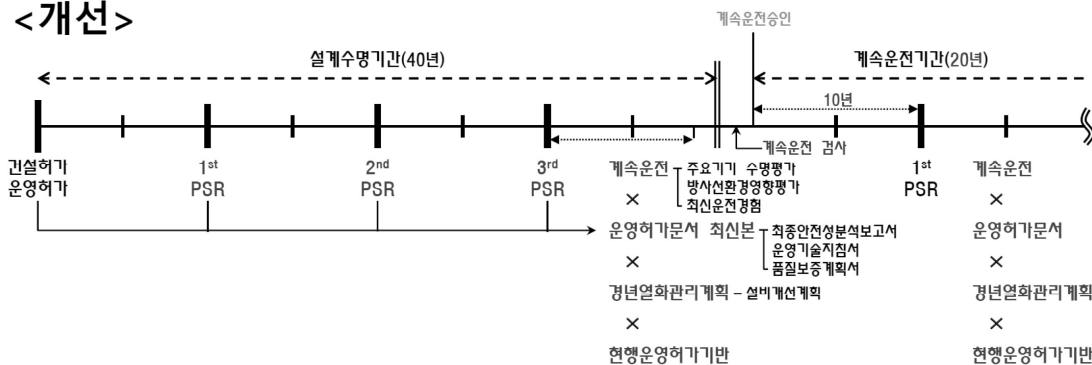 <개선>
계속운전승인
설계수명기간(40년)
계속운전기간(20년)
10년
계속운전 검사
건설허가
운영허가
1st
PSR
2nd
PSR
3rd
PSR
계속운전
주요기기 수명평가
방사선환경영향평가
최신운전경험
×
운영허가문서 최신본
최종안전성분석보고서
운영기술지침서
품질보증계획서
×
경년열화관리계획 – 설비개선계획
×
현행운영허가기반
1st
PSR
계속운전
×
운영허가문서
×
경년열화관리계획
×
현행운영허가기반